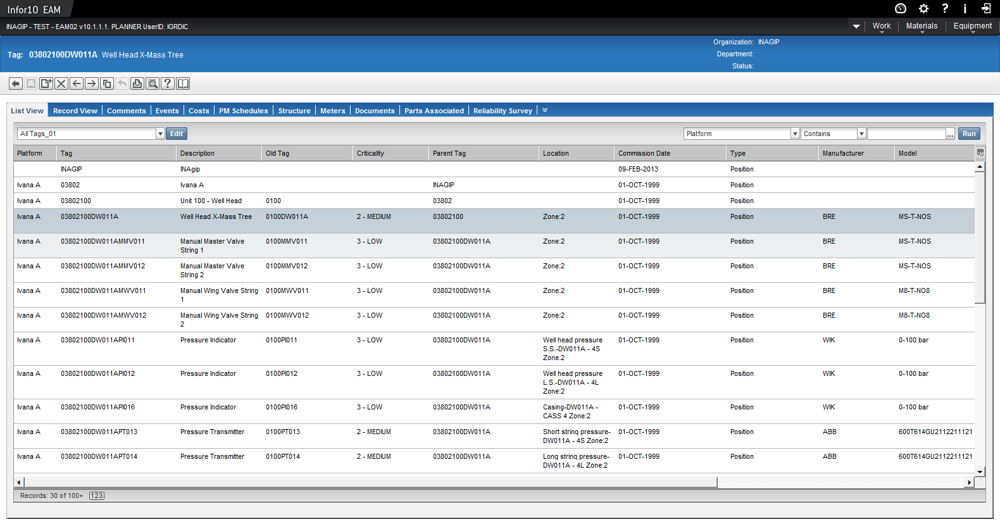 Infor10 EAM
INAGIP - TEST - EAM02 v10.1.1.1. PLANNER UserID: IGRDIC
Work Materials Equipment
Tag: 03802100DW011A Well Head X-Mass Tree
Organization: INAGIP
Department:
Status:
List View Record View Comments Events Costs PM Schedules Structure Meters Documents Parts Associated Reliability Survey
All Tags_01 Edit Platform Contains ... Run
Platform Tag Description Old Tag Criticality Parent Tag Location Commission Date Type Manufacturer Model
INAGIP INAgip 09-FEB-2013 Position
Ivana A 03802 Ivana A INAGIP 01-OCT-1999 Position
Ivana A 03802100 Unit 100 - Well Head 0100 03802 01-OCT-1999 Position
Ivana A 03802100DW011A Well Head X-Mass Tree 0100DW011A 2 - MEDIUM 03802100 Zone:2 01-OCT-1999 Position BRE MS-T-NOS
Ivana A 03802100DW011AMMV011 Manual Master Valve 0100MMV011 3 - LOW 03802100DW011A Zone:2 01-OCT-1999 Position BRE MS-T-NOS
String 1
Ivana A 03802100DW011AMMV012 Manual Master Valve 0100MMV012 3 - LOW 03802100DW011A Zone:2 01-OCT-1999 Position BRE MS-T-NOS
String 2
Ivana A 03802100DW011AMWV011 Manual Wing Valve String 0100MWV011 3 - LOW 03802100DW011A Zone:2 01-OCT-1999 Position BRE M8-T-NO8
1
Ivana A 03802100DW011AMWV012 Manual Wing Valve String 0100MWV012 3 - LOW 03802100DW011A Zone:2 01-OCT-1999 Position BRE M8-T-NO8
2
Ivana A 03802100DW011API011 Pressure Indicator 0100PI011 3 - LOW 03802100DW011A Well head pressure 01-OCT-1999 Position WIK 0-100 bar
S.S.-DW011A - 4S
Zone:2
Ivana A 03802100DW011API012 Pressure Indicator 0100PI012 3 - LOW 03802100DW011A Well head pressure 01-OCT-1999 Position WIK 0-100 bar
L.S.-DW011A - 4L
Zone:2
Ivana A 03802100DW011API016 Pressure Indicator 0100PI016 3 - LOW 03802100DW011A Casing-DW011A - 01-OCT-1999 Position WIK 0-100 bar
CASS 4 Zone:2
Ivana A 03802100DW011APT013 Pressure Transmitter 0100PT013 2 - MEDIUM 03802100DW011A Short string pressure- 01-OCT-1999 Position ABB 600T614GU2112211121
DW011A - 4S Zone:2
Ivana A 03802100DW011APT014 Pressure Transmitter 0100PT014 2 - MEDIUM 03802100DW011A Long string pressure- 01-OCT-1999 Position ABB 600T614GU2112211121
DW011A - 4L Zone:2
Records: 30 of 100+ 123